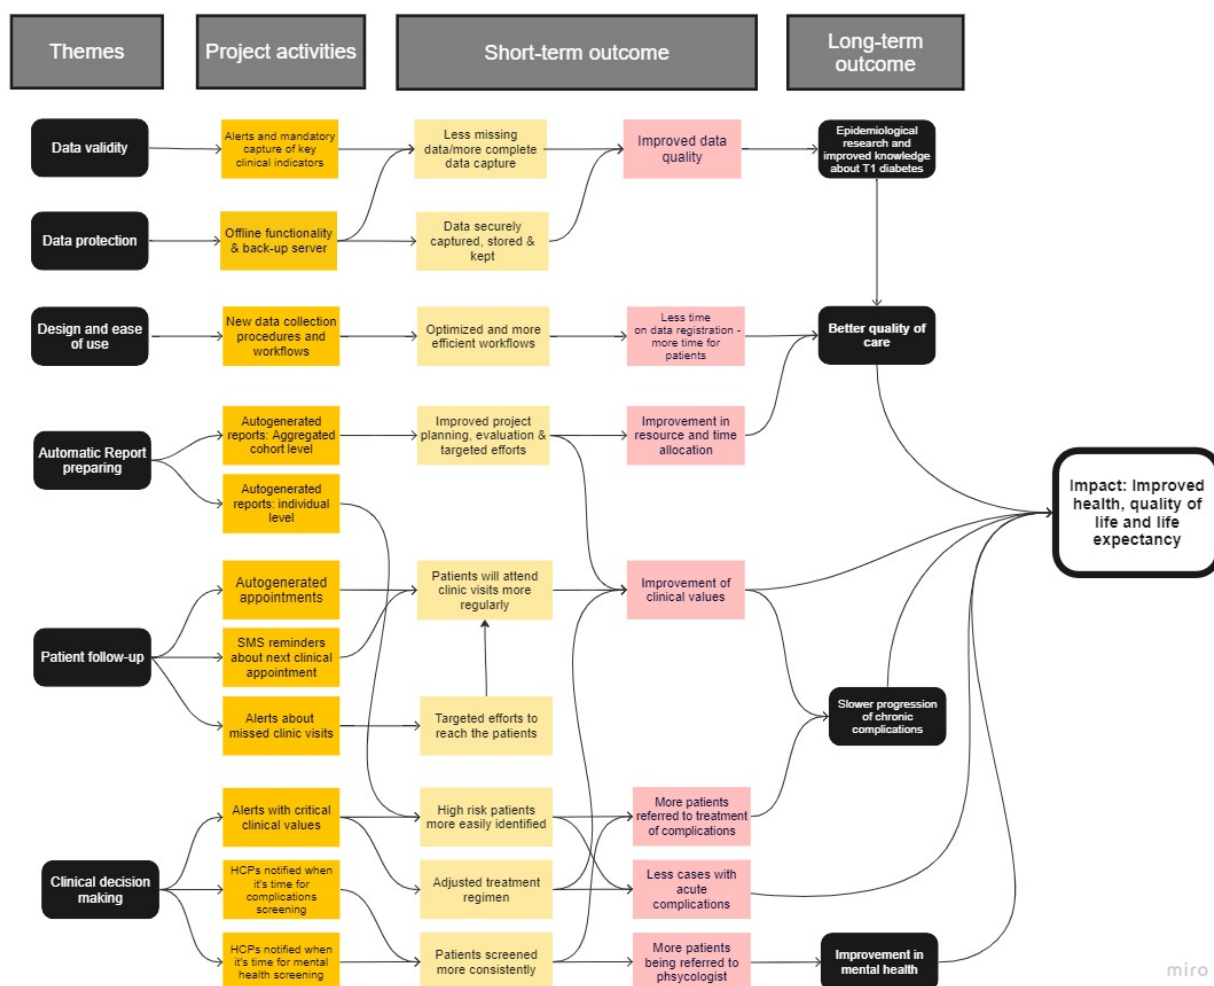 Themes
Project activities
Short-term outcome
Long-term
outcome
Data validity
Alerts and mandatory
capture of key
clinical indicators
Less missing
data/more complete
data capture
Improved data
quality
Epidemiological
research and
improved knowledge
about T1 diabetes
Data protection
Offline functionality
& back-up server
Data securely
captured, stored &
kept
Design and ease
of use
New data collection
procedures and
workflows
Optimized and more
efficient workflows
Less time
on data registration -
more time for
patients
Better quality of
care
Automatic Report
preparing
Autogenerated
reports: Aggregated
cohort level
Improved project
planning, evaluation &
targeted efforts
Improvement in
resource and time
allocation
Autogenerated
reports: individual
level
Impact: Improved
health, quality of
life and life
expectancy
Patient follow-up
Autogenerated
appointments
Patients will attend
clinic visits more
regularly
Improvement of
clinical values
SMS reminders
about next clinical
appointment
Alerts about
missed clinic visits
Targeted efforts to
reach the patients
Slower progression
of chronic
complications
Clinical decision
making
Alerts with critical
clinical values
High risk patients
more easily identified
More patients
referred to treatment
of complications
HCPs notified when
it's time for
complications
screening
Adjusted treatment
regimen
Less cases with
acute
complications
HCPs notified when
it's time for mental
health screening
Patients screened
more consistently
More patients
being referred to
phsycologist
Improvement in
mental health
miro